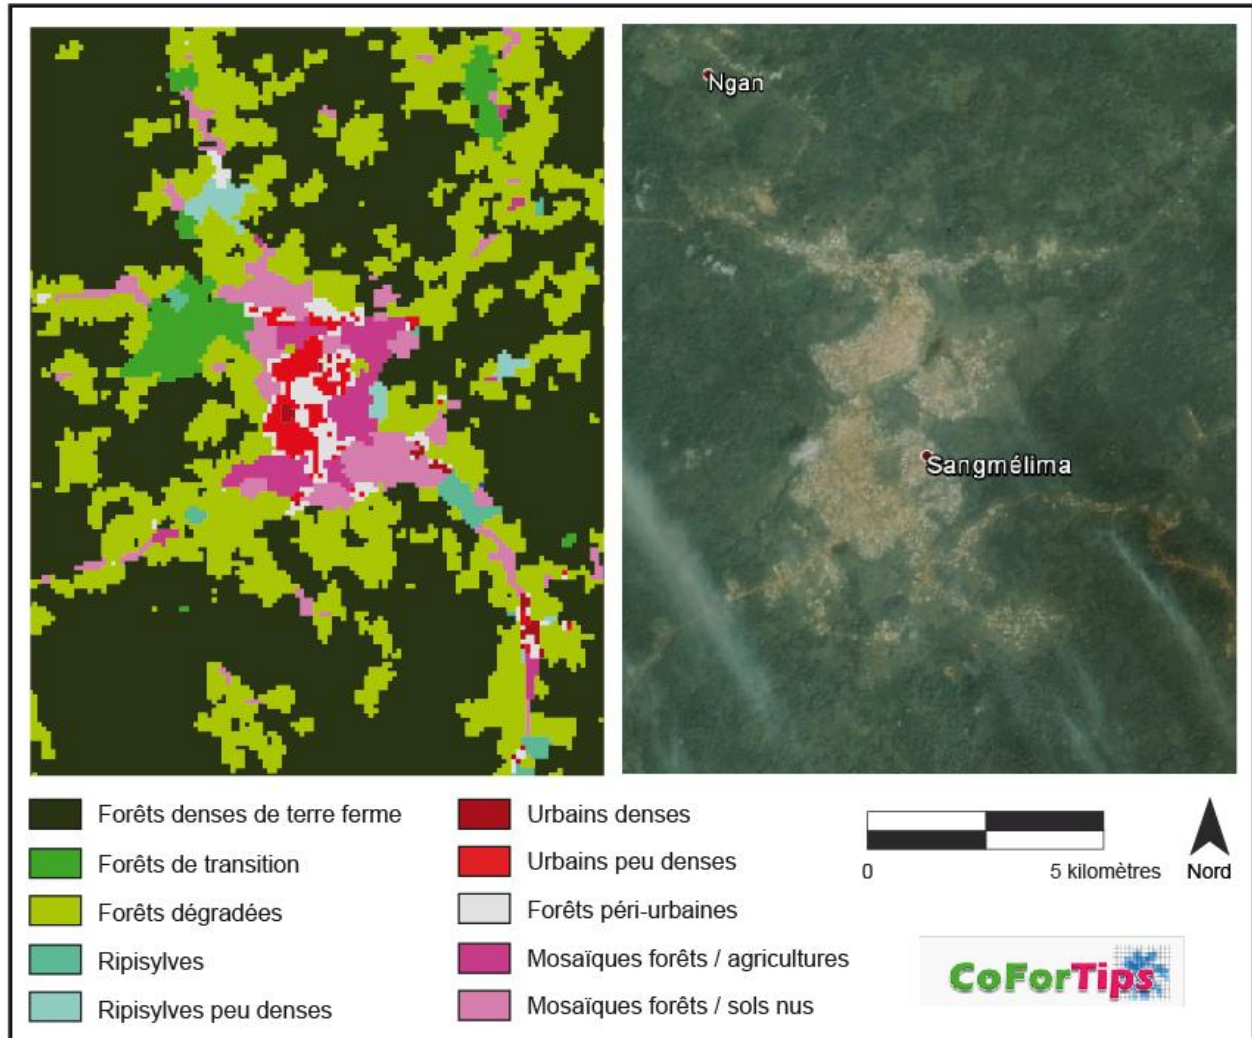 Ngan
Sangmélima
Forêts denses de terre ferme
Forêts de transition
Forêts dégradées
Ripisylves
Ripisylves peu denses
Urbains denses
Urbains peu denses
Forêts péri-urbaines
Mosaïques forêts / agricultures
Mosaïques forêts / sols nus
0 5 kilomètres
Nord
CoForTips